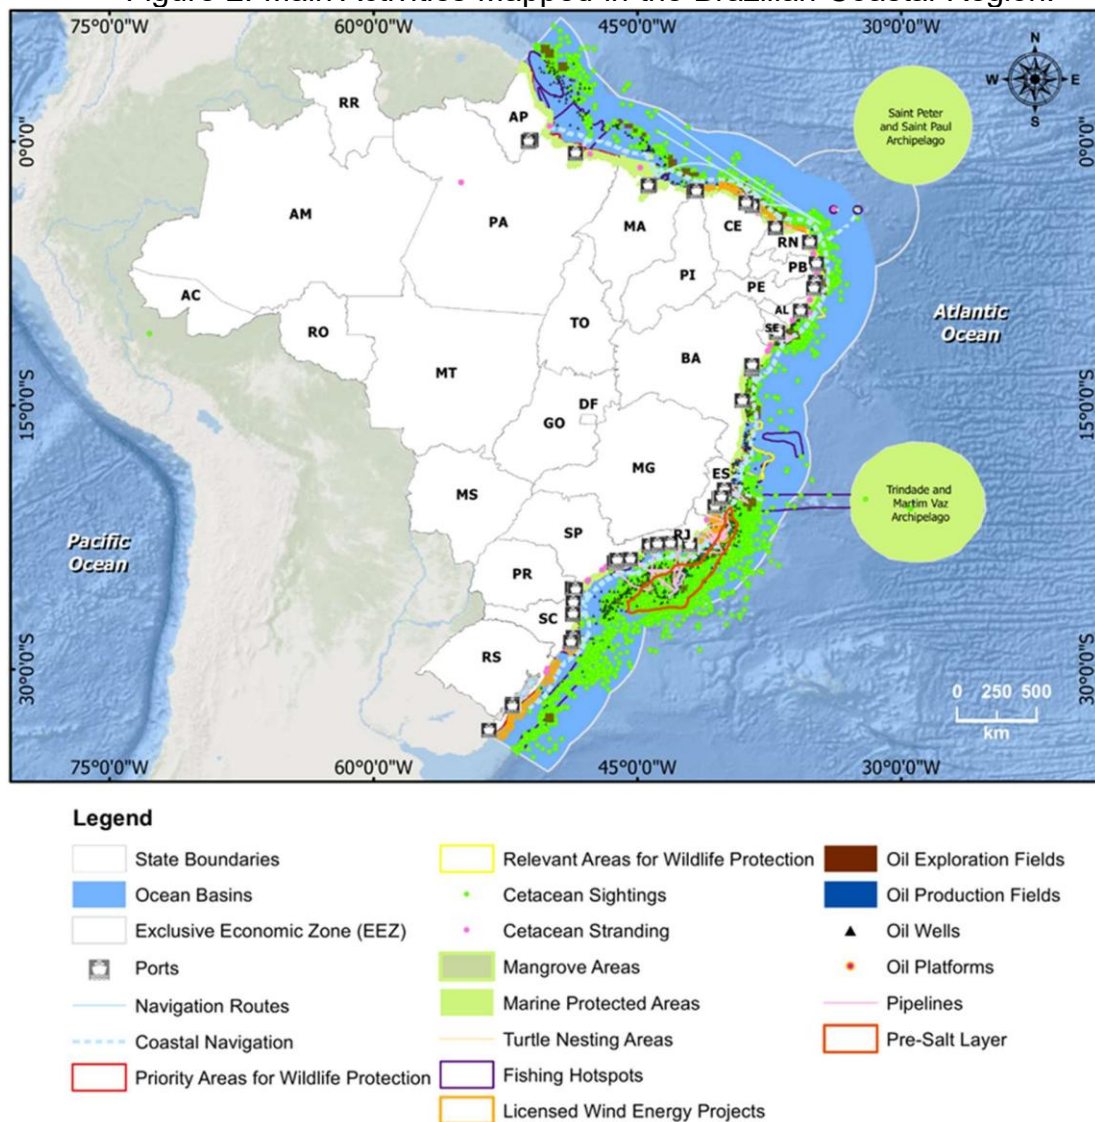 Figure 2. Main Activities Mapped in the Brazilian Coastal Region.
75°0'0"W 60°0'0"W 45°0'0"W 30°0'0"W
N
W E
S
0°0'0"
0°0'0"
Saint Peter
and Saint Paul
Archipelago
RR
AP
AM
PA
MA
CE
RN
PB
PI
PE
AC
AL
SE
RO
TO
BA
MT
Atlantic
Ocean
15°0'0"S
15°0'0"S
DF
GO
MG
ES
MS
Trindade and
Martim Vaz
Archipelago
SP
RJ
Pacific
Ocean
PR
SC
RS
30°0'0"S
30°0'0"S
0 250 500
km
75°0'0"W 60°0'0"W 45°0'0"W 30°0'0"W
Legend
State Boundaries
Ocean Basins
Exclusive Economic Zone (EEZ)
Ports
Navigation Routes
Coastal Navigation
Priority Areas for Wildlife Protection
Relevant Areas for Wildlife Protection
Cetacean Sightings
Cetacean Stranding
Mangrove Areas
Marine Protected Areas
Turtle Nesting Areas
Fishing Hotspots
Licensed Wind Energy Projects
Oil Exploration Fields
Oil Production Fields
Oil Wells
Oil Platforms
Pipelines
Pre-Salt Layer